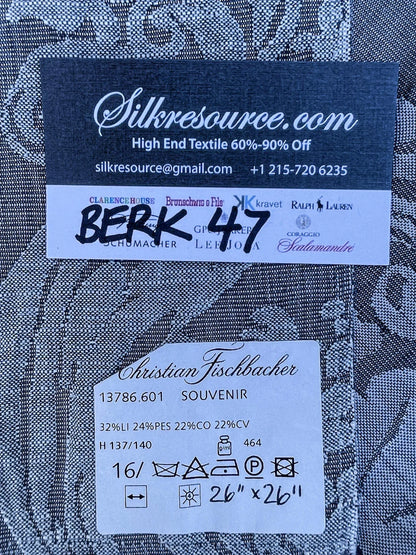 Silkresource.com
High End Textile 60%-90% Off
silkresource@gmail.com +1 215-720 6235
CLARENCE HOUSE Brunschwig & Fils kravet RALPH LAUREN
BERK 47
SCHUMACHER LEE JOFA CORAGGIO Scalamandré
Christian Fischbacher
13786.601 SOUVENIR
32%LI 24%PES 22%CO 22%CV
H 137/140 464
16/ P
26" x 26"